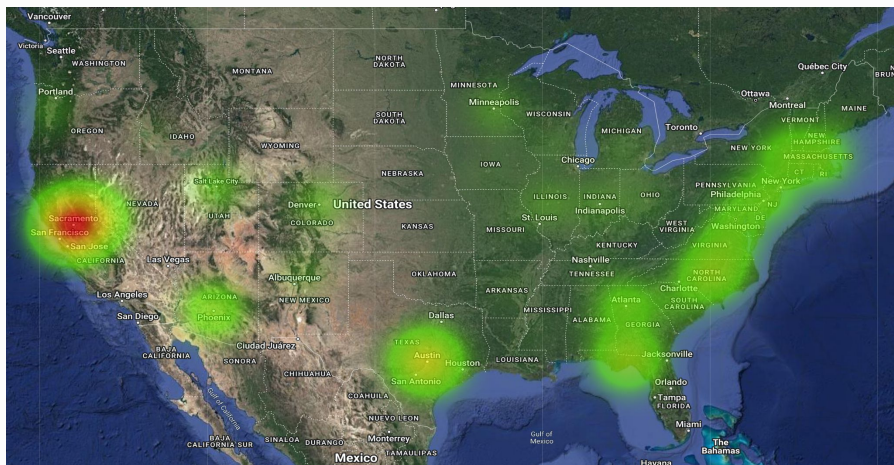 Vancouver
Victoria
Seattle
WASHINGTON
Portland
OREGON
IDAHO
MONTANA
WYOMING
NORTH
DAKOTA
SOUTH
DAKOTA
MINNESOTA
Minneapolis
WISCONSIN
MICHIGAN
Toronto
Ottawa
Montreal
Québec City
MAINE
VERMONT
NEW
HAMPSHIRE
MASSACHUSETTS
CT
RI
NEW YORK
New York
PENNSYLVANIA
Philadelphia
NJ
MARYLAND
DE
Washington
IOWA
Chicago
NEBRASKA
ILLINOIS
INDIANA
OHIO
Indianapolis
Salt Lake City
UTAH
NEVADA
Sacramento
San Francisco
San Jose
CALIFORNIA
Denver
COLORADO
United States
KANSAS
St. Louis
MISSOURI
WEST
VIRGINIA
VIRGINIA
KENTUCKY
Las Vegas
Los Angeles
San Diego
ARIZONA
Phoenix
Albuquerque
NEW MEXICO
OKLAHOMA
ARKANSAS
Nashville
TENNESSEE
NORTH
CAROLINA
Charlotte
SOUTH
CAROLINA
Atlanta
MISSISSIPPI
ALABAMA
GEORGIA
Dallas
TEXAS
Austin
San Antonio
Houston
LOUISIANA
Jacksonville
Orlando
Tampa
FLORIDA
Miami
BAJA
CALIFORNIA
SONORA
Ciudad Juárez
CHIHUAHUA
COAHUILA
NUEVO LEON
Monterrey
TAMAULIPAS
Gulf of California
BAJA
CALIFORNIA SUR
SINALOA
DURANGO
Mexico
Gulf of
Mexico
The
Bahamas
Havana